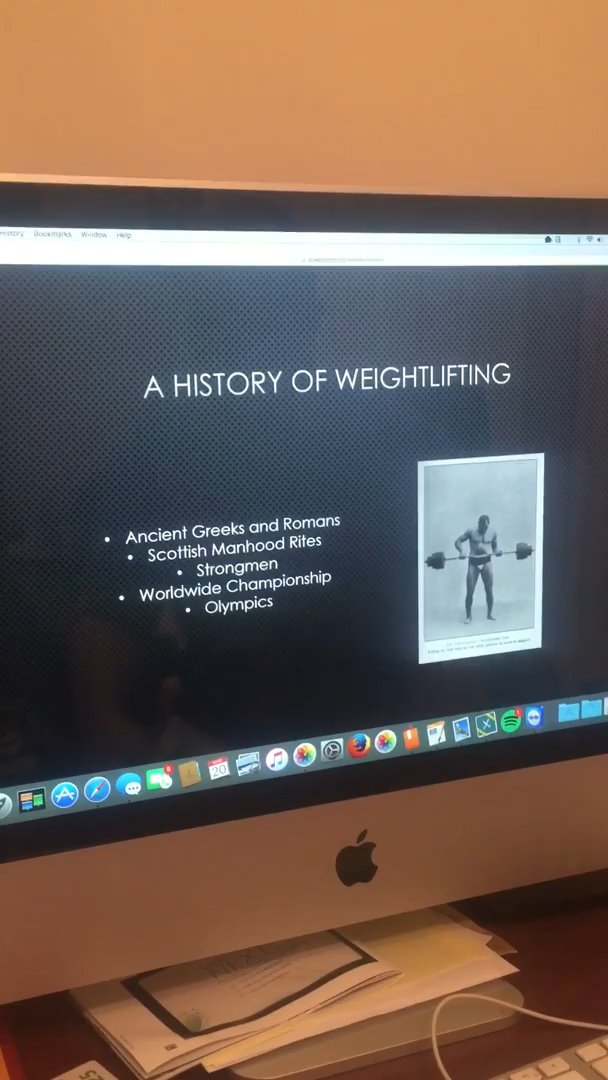 History Bookmarks Window Help
A HISTORY OF WEIGHTLIFTING
• Ancient Greeks and Romans
• Scottish Manhood Rites
• Strongmen
• Worldwide Championship
• Olympics
20
NEXT